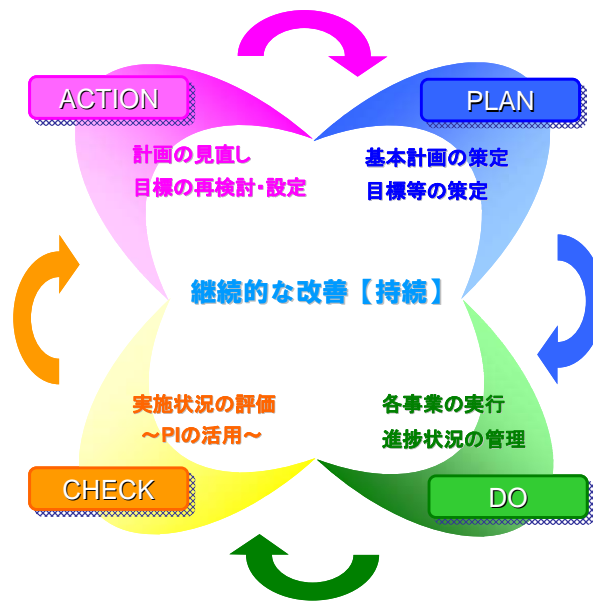 ACTION
計画の見直し
目標の再検討・設定
PLAN
基本計画の策定
目標等の策定
継続的な改善【持続】
実施状況の評価
～PIの活用～
CHECK
各事業の実行
進捗状況の管理
DO